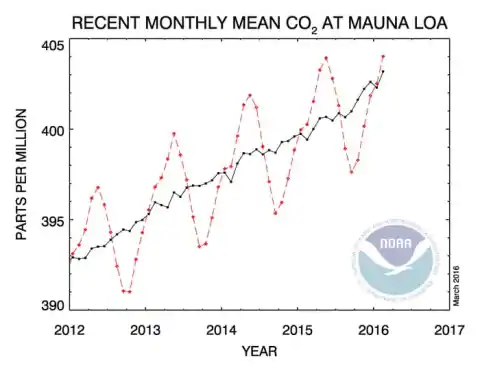 RECENT MONTHLY MEAN CO₂ AT MAUNA LOA
405
400
395
390
PARTS PER MILLION
2012 2013 2014 2015 2016 2017
YEAR
NOAA
March 2016